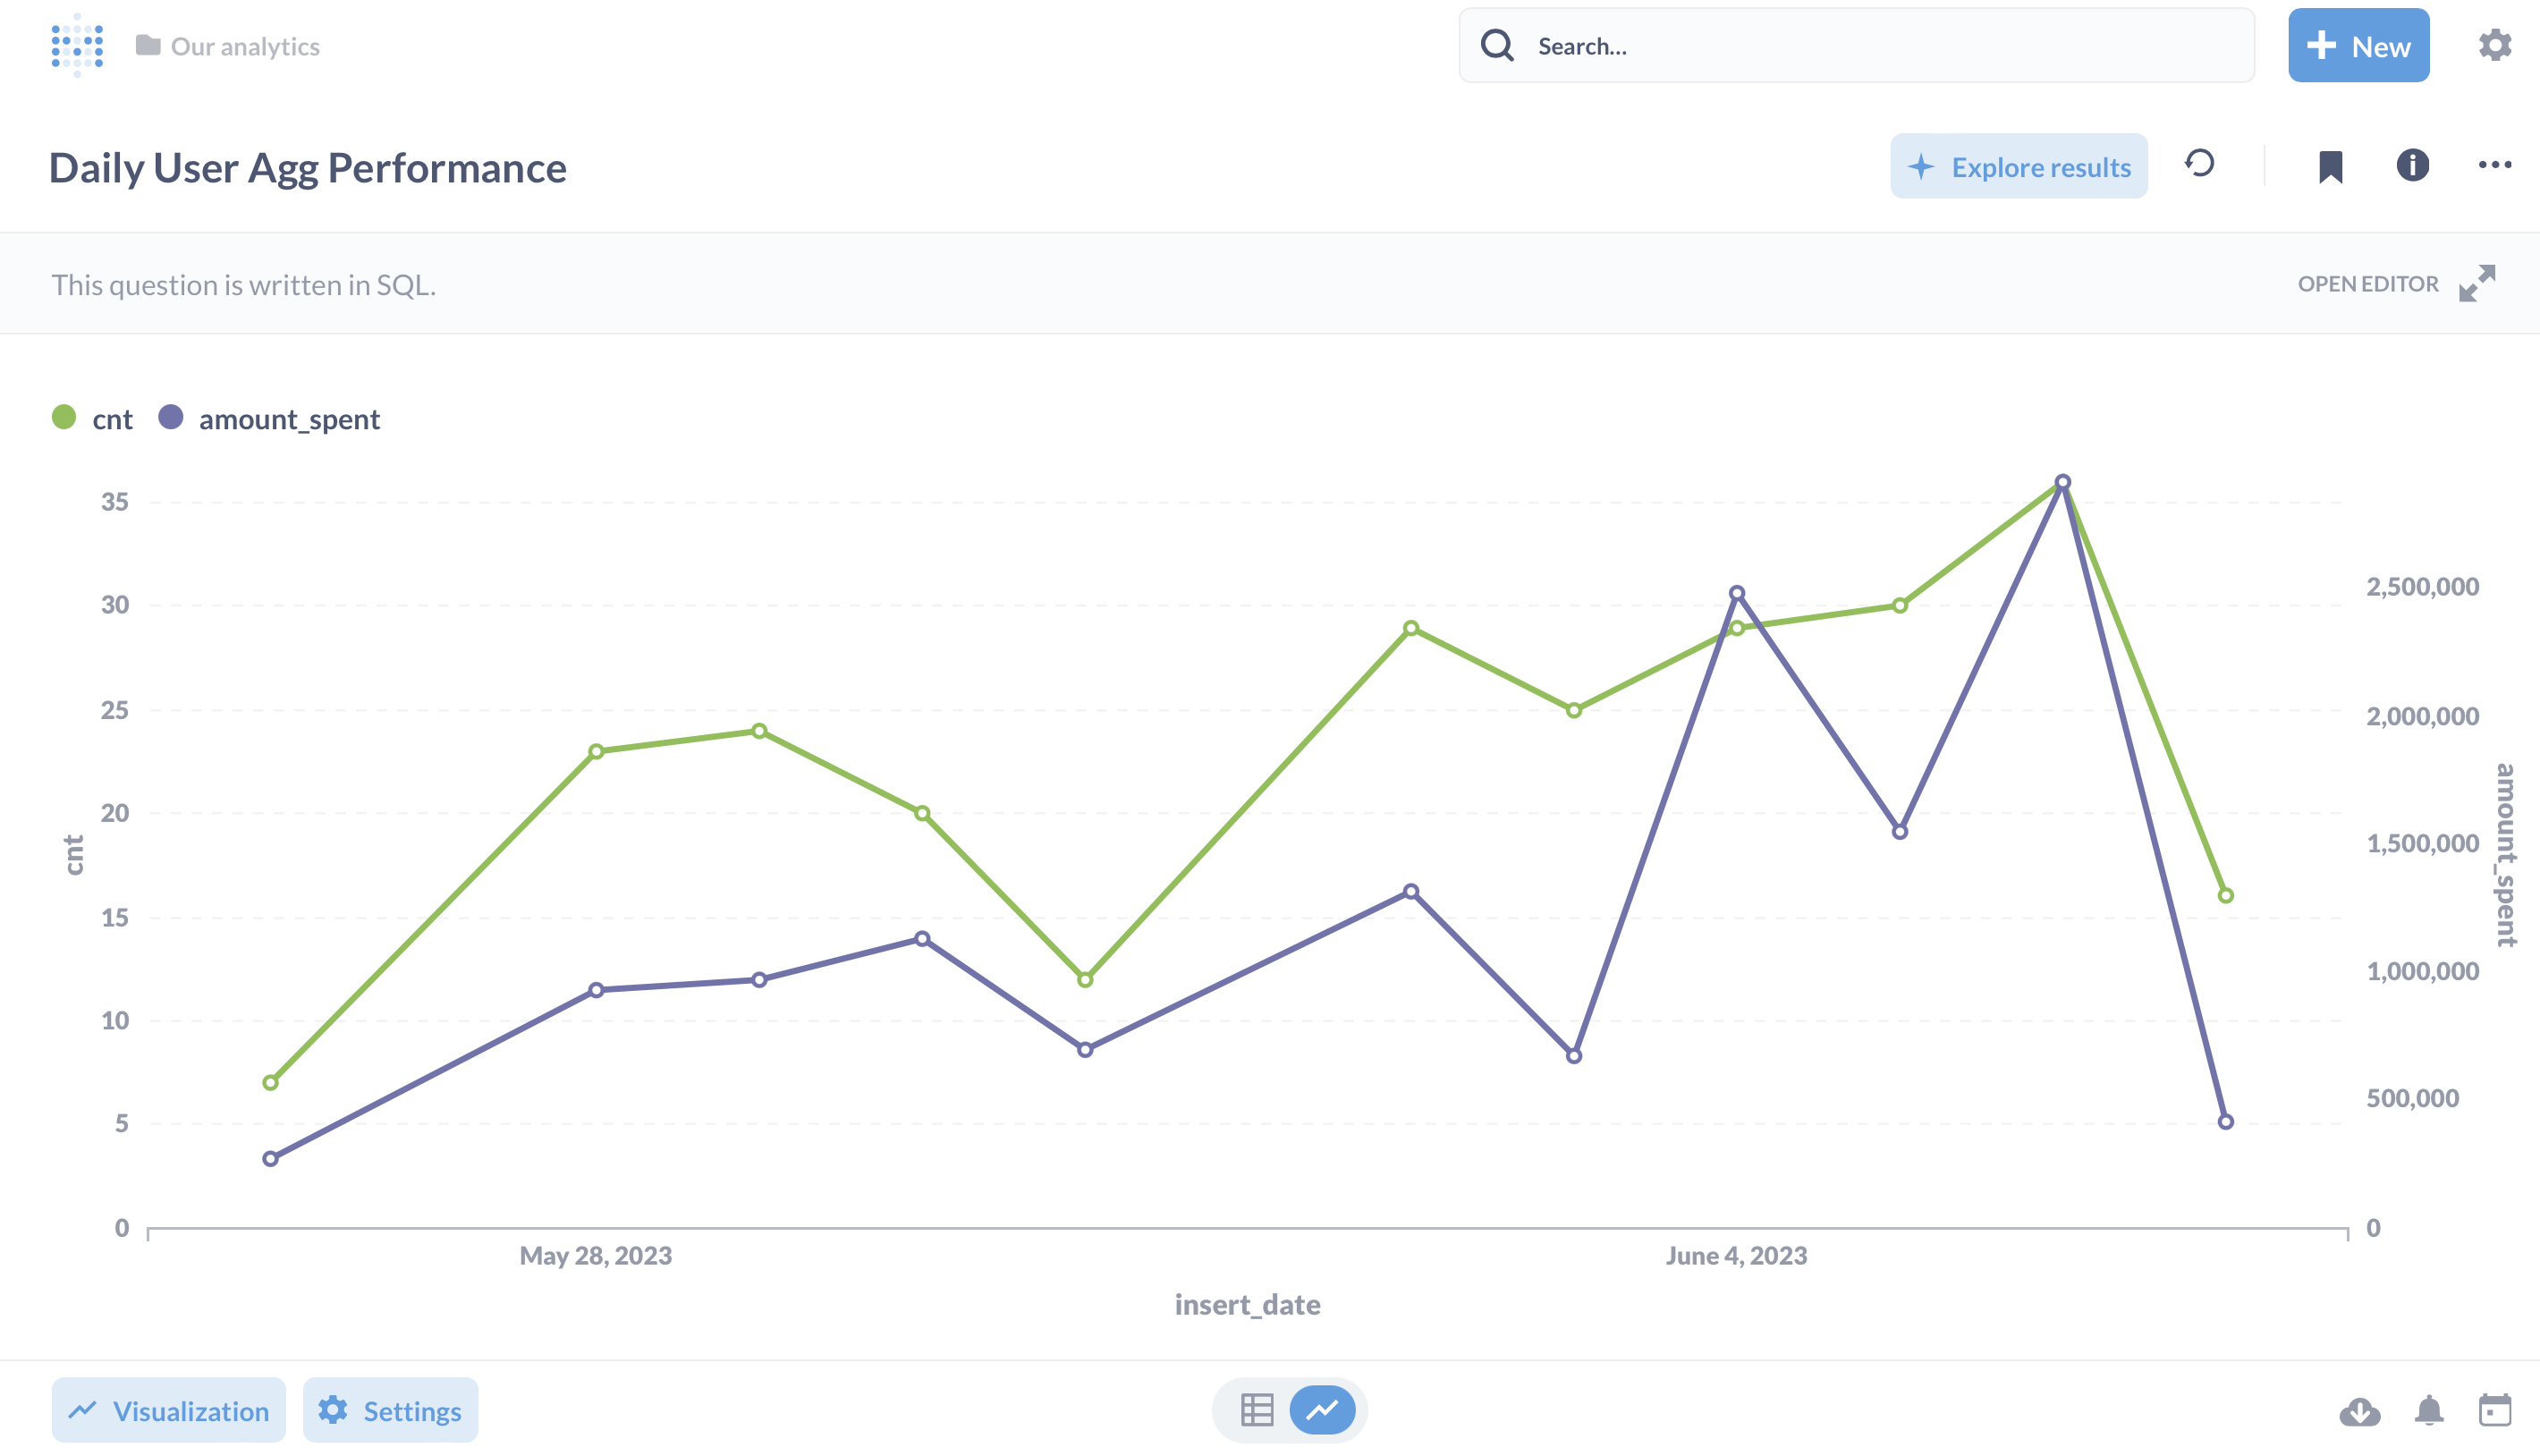 Our analytics
Search...
New
Daily User Agg Performance
Explore results
This question is written in SQL.
OPEN EDITOR
cnt
amount_spent
35
30
25
20
15
10
5
0
cnt
2,500,000
2,000,000
1,500,000
1,000,000
500,000
0
amount_spent
May 28, 2023
June 4, 2023
insert_date
Visualization
Settings